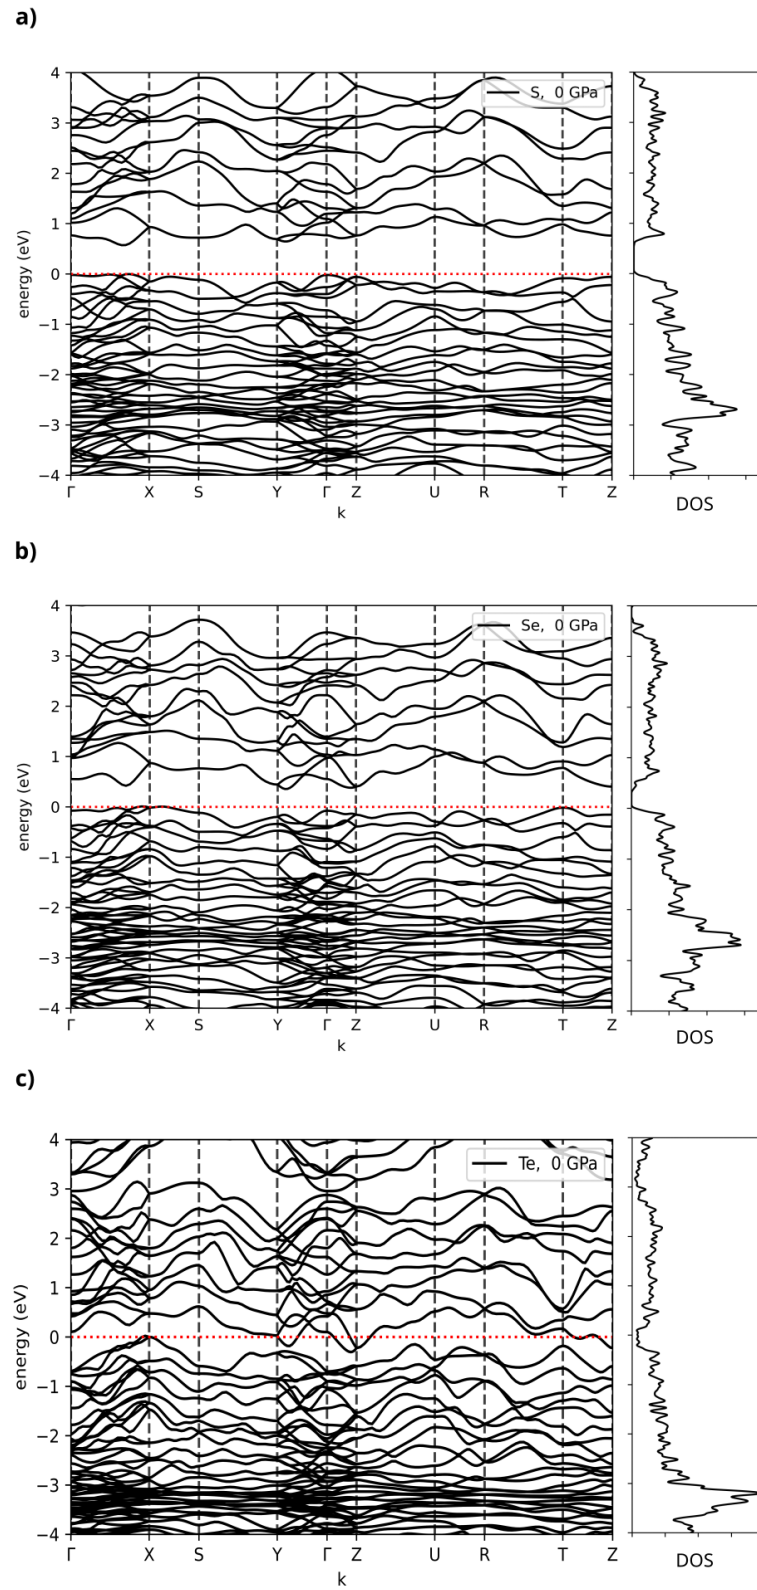 a)
4
3
2
1
0
−1
−2
−3
−4
energy (eV)
S, 0 GPa
Γ X S Y Γ Z U R T Z
k
DOS
b)
4
3
2
1
0
−1
−2
−3
−4
energy (eV)
Se, 0 GPa
Γ X S Y Γ Z U R T Z
k
DOS
c)
4
3
2
1
0
−1
−2
−3
−4
energy (eV)
Te, 0 GPa
Γ X S Y Γ Z U R T Z
k
DOS